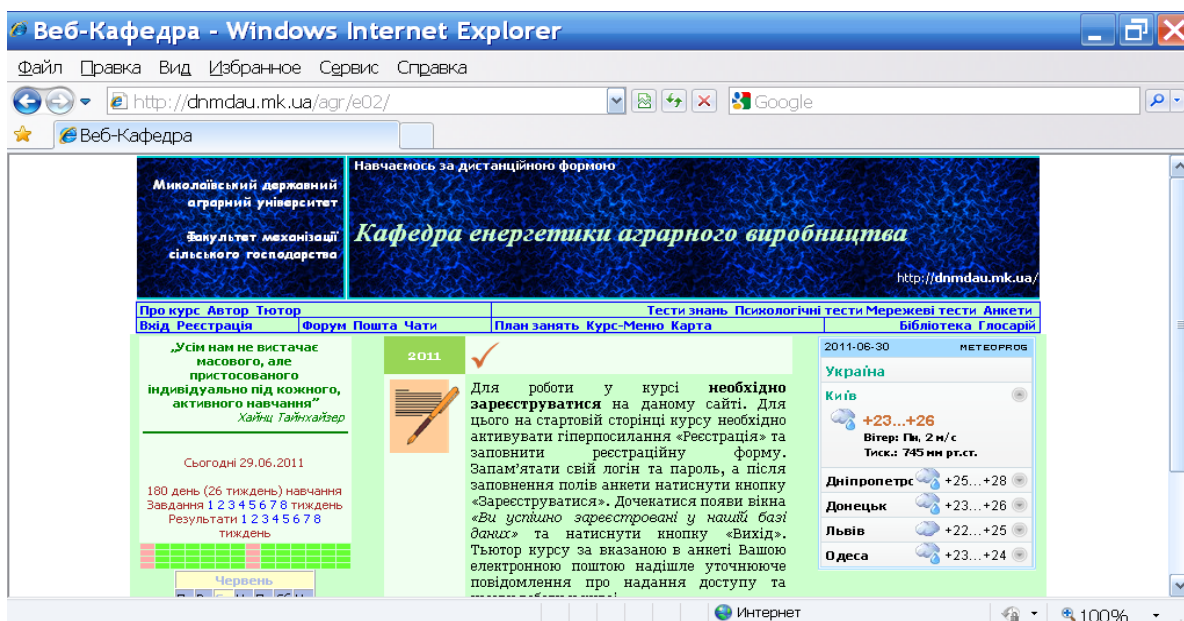 Веб-Кафедра - Windows Internet Explorer
Файл Правка Вид Избранное Сервис Справка
http://dnmdau.mk.ua/agr/e02/
Google
Веб-Кафедра
Миколаївський державний
аграрний університет
Факультет механізації
сільського господарства
Навчаємось за дистанційною формою
Кафедра енергетики аграрного виробництва
http://dnmdau.mk.ua/
Про курс Автор Тютор
Тести знань Психологічні тести Мережеві тести Анкети
Вхід Реєстрація Форум Пошта Чати План занять Курс-Меню Карта Бібліотека Глосарій
„Усім нам не вистачає
масового, але
пристосованого
індивідуально під кожного,
активного навчання”
Хайнц Тайнхайзер
Сьогодні 29.06.2011
180 день (26 тиждень) навчання
Завдання 1 2 3 4 5 6 7 8 тиждень
Результати 1 2 3 4 5 6 7 8
тиждень
Червень
2011
Для роботи у курсі необхідно
зареєструватися на даному сайті. Для
цього на стартовій сторінці курсу необхідно
активувати гіперпосилання «Реєстрація» та
заповнити реєстраційну форму.
Запам’ятати свій логін та пароль, а після
заповнення полів анкети натиснути кнопку
«Зареєструватися». Дочекатися появи вікна
«Ви успішно зареєстровані у нашій базі
даних» та натиснути кнопку «Вихід».
Тьютор курсу за вказаною в анкеті Вашою
електронною поштою надішле уточнююче
повідомлення про надання доступу та
2011-06-30 METEOPROG
Україна
Київ
+23...+26
Вітер: Пн, 2 м/с
Тиск.: 745 мм рт.ст.
Дніпропетрс +25...+28
Донецьк +23...+26
Львів +22...+25
Одеса +23...+24
Интернет
100%